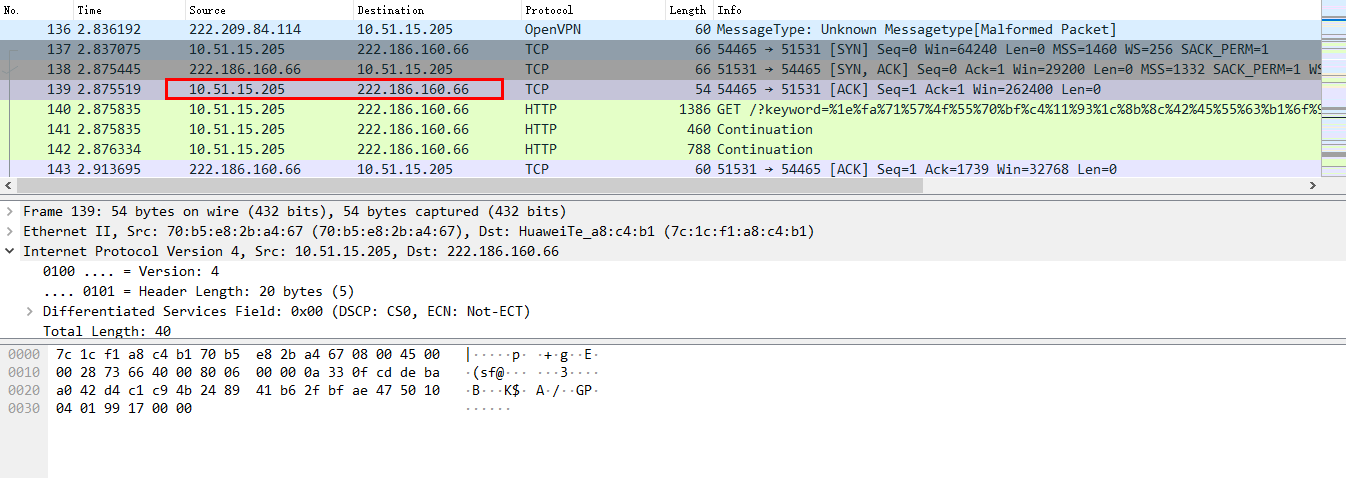 No. Time Source Destination Protocol Length Info
136 2.836192 222.209.84.114 10.51.15.205 OpenVPN 60 MessageType: Unknown Messagetype[Malformed Packet]
137 2.837075 10.51.15.205 222.186.160.66 TCP 66 54465 → 51531 [SYN] Seq=0 Win=64240 Len=0 MSS=1460 WS=256 SACK_PERM=1
138 2.875445 222.186.160.66 10.51.15.205 TCP 66 51531 → 54465 [SYN, ACK] Seq=0 Ack=1 Win=29200 Len=0 MSS=1332 SACK_PERM=1 WS
139 2.875519 10.51.15.205 222.186.160.66 TCP 54 54465 → 51531 [ACK] Seq=1 Ack=1 Win=262400 Len=0
140 2.875835 10.51.15.205 222.186.160.66 HTTP 1386 GET /?keyword=%1e%fa%71%57%4f%55%70%bf%c4%11%93%1c%8b%8c%42%45%55%63%b1%6f%9
141 2.875835 10.51.15.205 222.186.160.66 HTTP 460 Continuation
142 2.876334 10.51.15.205 222.186.160.66 HTTP 788 Continuation
143 2.913695 222.186.160.66 10.51.15.205 TCP 60 51531 → 54465 [ACK] Seq=1 Ack=1739 Win=32768 Len=0
Frame 139: 54 bytes on wire (432 bits), 54 bytes captured (432 bits)
Ethernet II, Src: 70:b5:e8:2b:a4:67 (70:b5:e8:2b:a4:67), Dst: HuaweiTe_a8:c4:b1 (7c:1c:f1:a8:c4:b1)
Internet Protocol Version 4, Src: 10.51.15.205, Dst: 222.186.160.66
0100 .... = Version: 4
.... 0101 = Header Length: 20 bytes (5)
Differentiated Services Field: 0x00 (DSCP: CS0, ECN: Not-ECT)
Total Length: 40
0000 7c 1c f1 a8 c4 b1 70 b5 e8 2b a4 67 08 00 45 00 |·····p· ·+·g··E·
0010 00 28 73 66 40 00 80 06 00 00 0a 33 0f cd de ba ·(sf@··· ···3····
0020 a0 42 d4 c1 c9 4b 24 89 41 b6 2f bf ae 47 50 10 ·B···K$· A·/··GP·
0030 04 01 99 17 00 00 ······